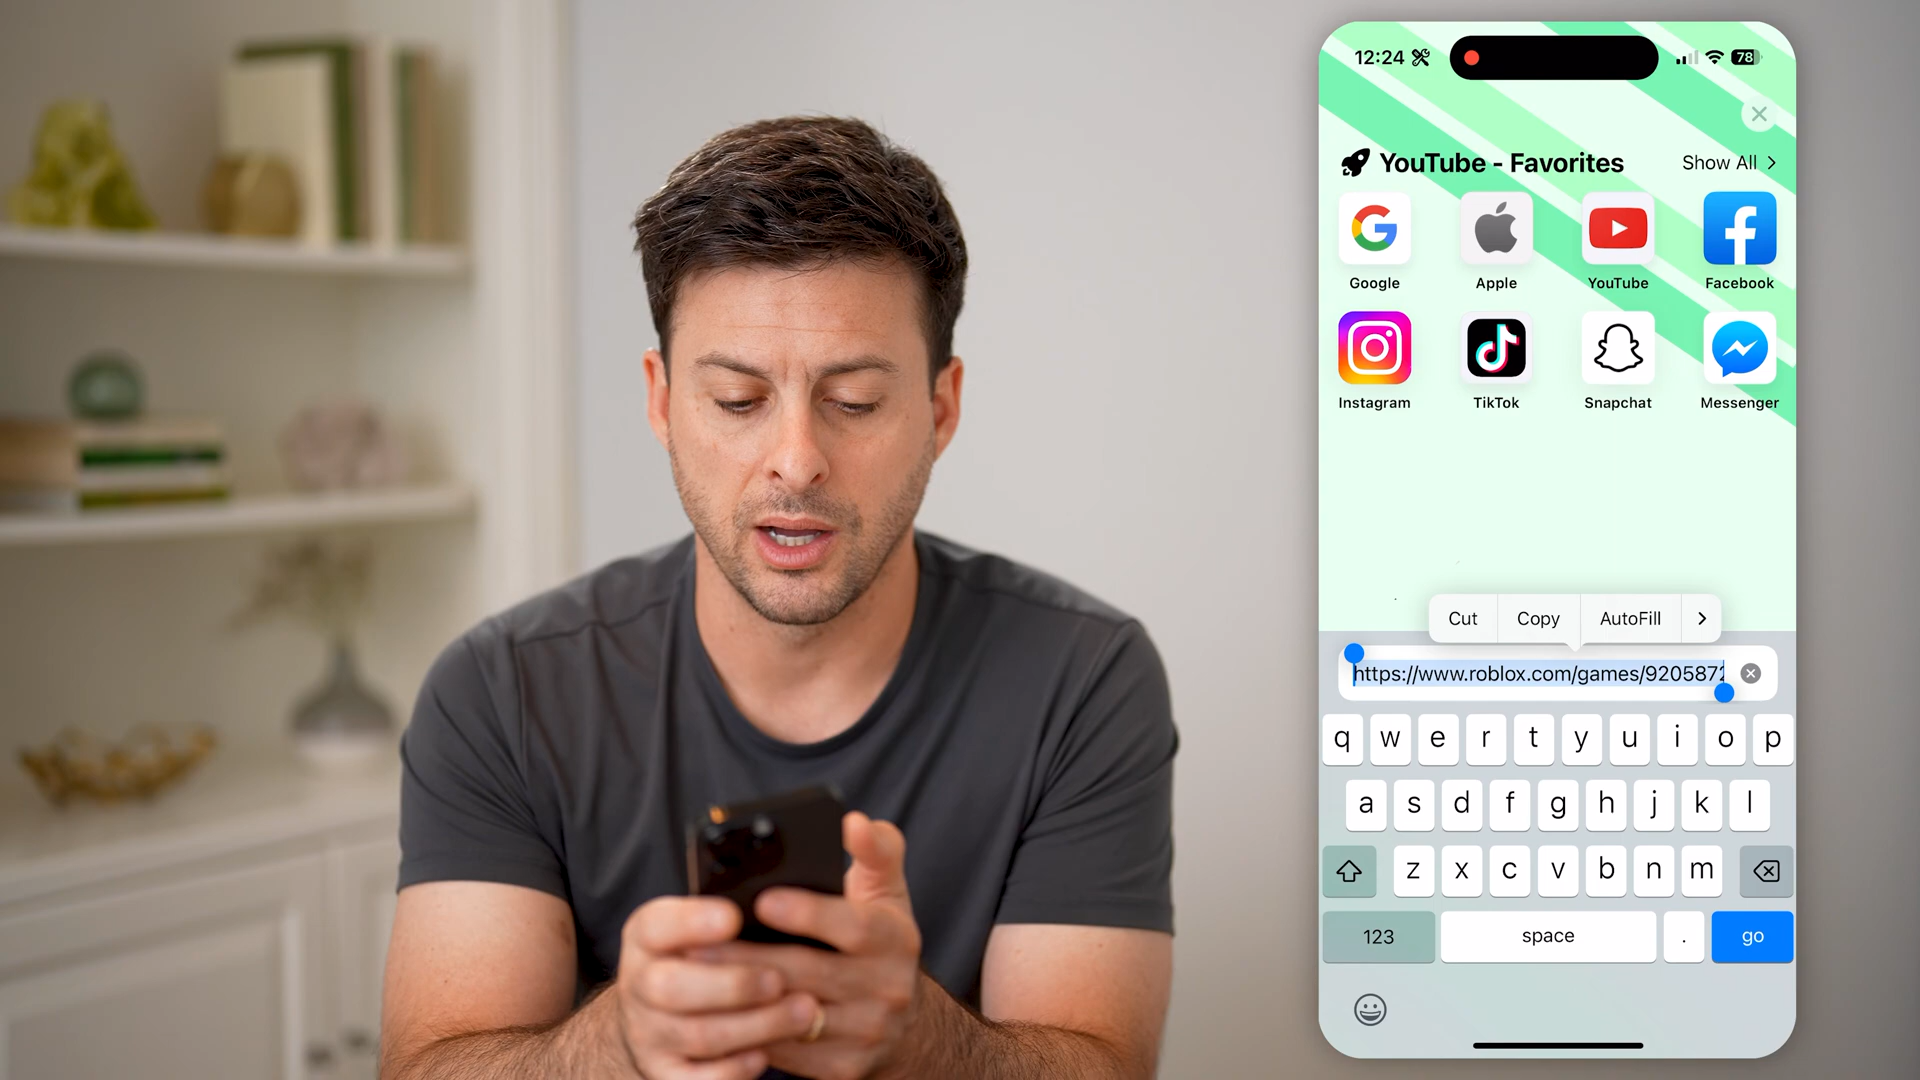 12:24
78
YouTube - Favorites Show All
Google Apple YouTube Facebook
Instagram TikTok Snapchat Messenger
Cut Copy AutoFill
https://www.roblox.com/games/920587
q w e r t y u i o p
a s d f g h j k l
z x c v b n m
123 space . go